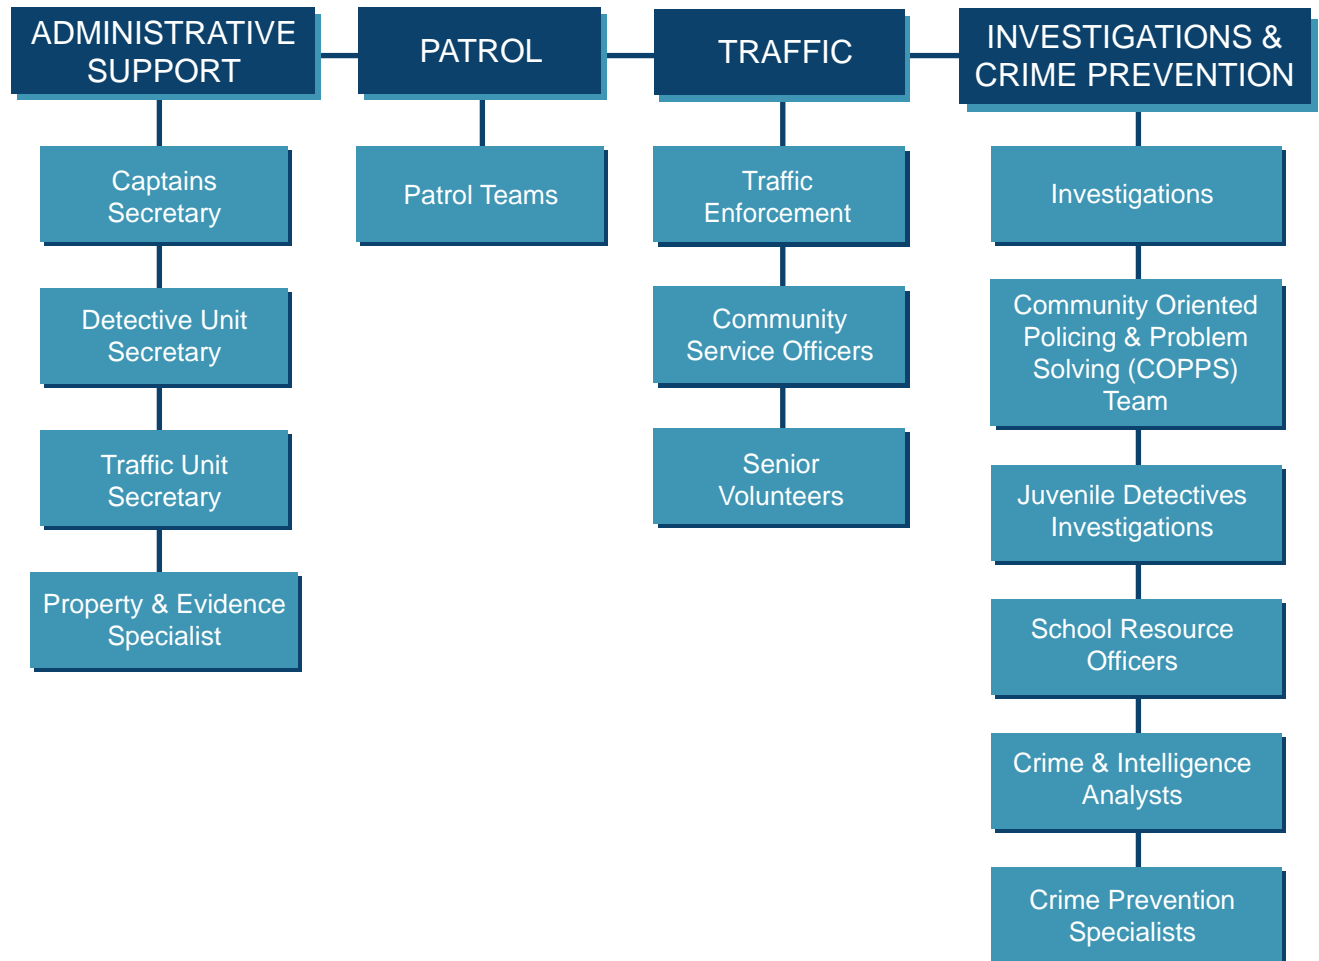 ADMINISTRATIVE
SUPPORT
Captains
Secretary
Detective Unit
Secretary
Traffic Unit
Secretary
Property & Evidence
Specialist
PATROL
Patrol Teams
TRAFFIC
Traffic
Enforcement
Community
Service Officers
Senior
Volunteers
INVESTIGATIONS &
CRIME PREVENTION
Investigations
Community Oriented
Policing & Problem
Solving (COPPS)
Team
Juvenile Detectives
Investigations
School Resource
Officers
Crime & Intelligence
Analysts
Crime Prevention
Specialists